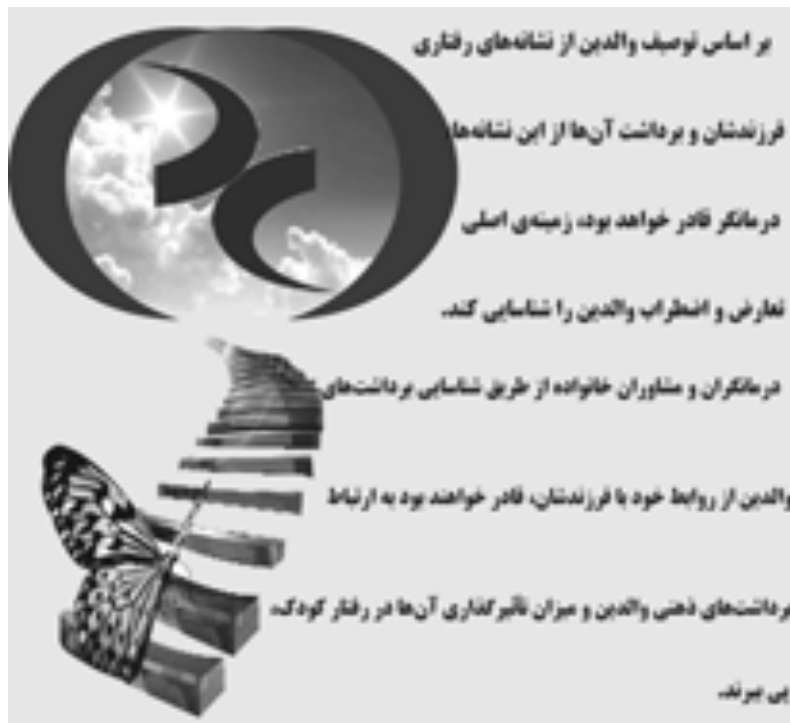 بر اساس توصیف والدین از نشانه‌های رفتاری
فرزندشان و برداشت آن‌ها از این نشانه‌ها،
درمانگر قادر خواهد بود، زمینه‌ی اصلی
تعارض و اضطراب والدین را شناسایی کند.
درمانگران و مشاوران خانواده از طریق شناسایی برداشت‌های
والدین از روابط خود با فرزندشان، قادر خواهند بود به ارتباط
برداشت‌های ذهنی والدین و میزان تأثیرگذاری آن‌ها در رفتار کودک،
پی ببرند.